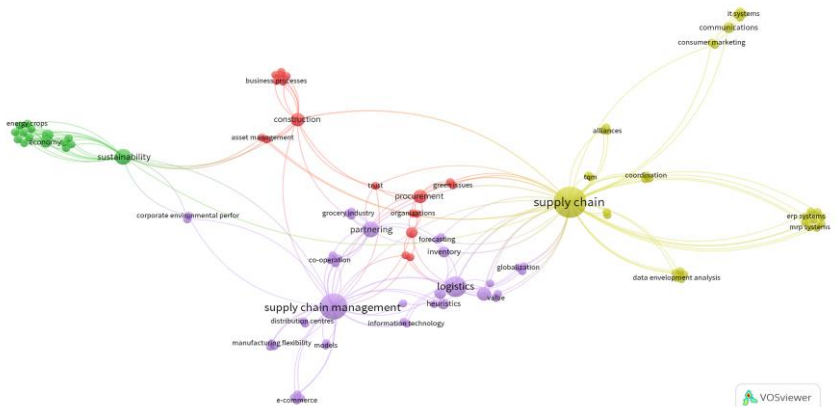 it systems
communications
consumer marketing
business processes
energy crops
construction
alliances
asset management
economy
sustainability
tqm
coordination
trust
green issues
procurement
supply chain
grocery industry
organisations
corporate environmental perfor
erp systems
partnering
mrp systems
forecasting
inventory
co-operation
globalization
data envelopment analysis
logistics
value
supply chain management
heuristics
distribution centres
information technology
manufacturing flexibility
models
e-commerce
VOSviewer